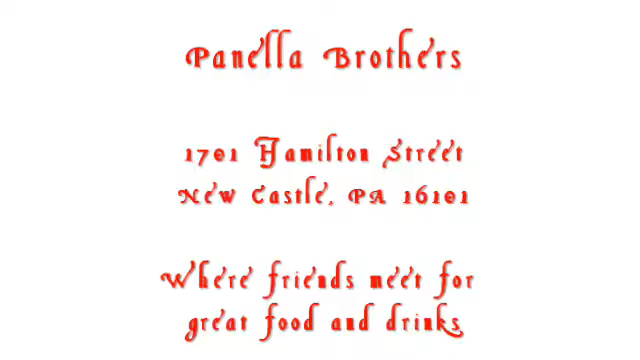 Panella Brothers
1701 Hamilton Street
New Castle, PA 16101
Where friends meet for
great food and drinks